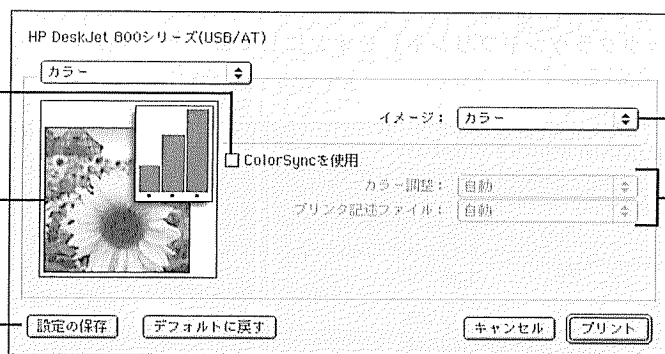 HP DeskJet 800シリーズ(USB/AT)
カラー
イメージ： カラー
ColorSyncを使用
カラー調整： 自動
プリンタ記述ファイル： 自動
設定の保存 デフォルトに戻す キャンセル プリント